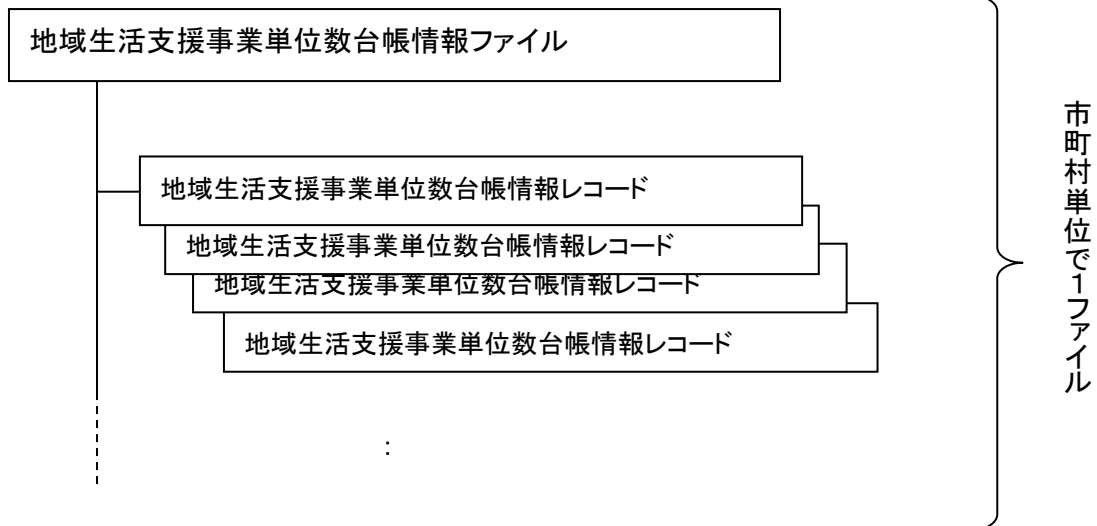 地域生活支援事業単位数台帳情報ファイル
地域生活支援事業単位数台帳情報レコード
地域生活支援事業単位数台帳情報レコード
地域生活支援事業単位数台帳情報レコード
地域生活支援事業単位数台帳情報レコード
:
市町村単位で1ファイル